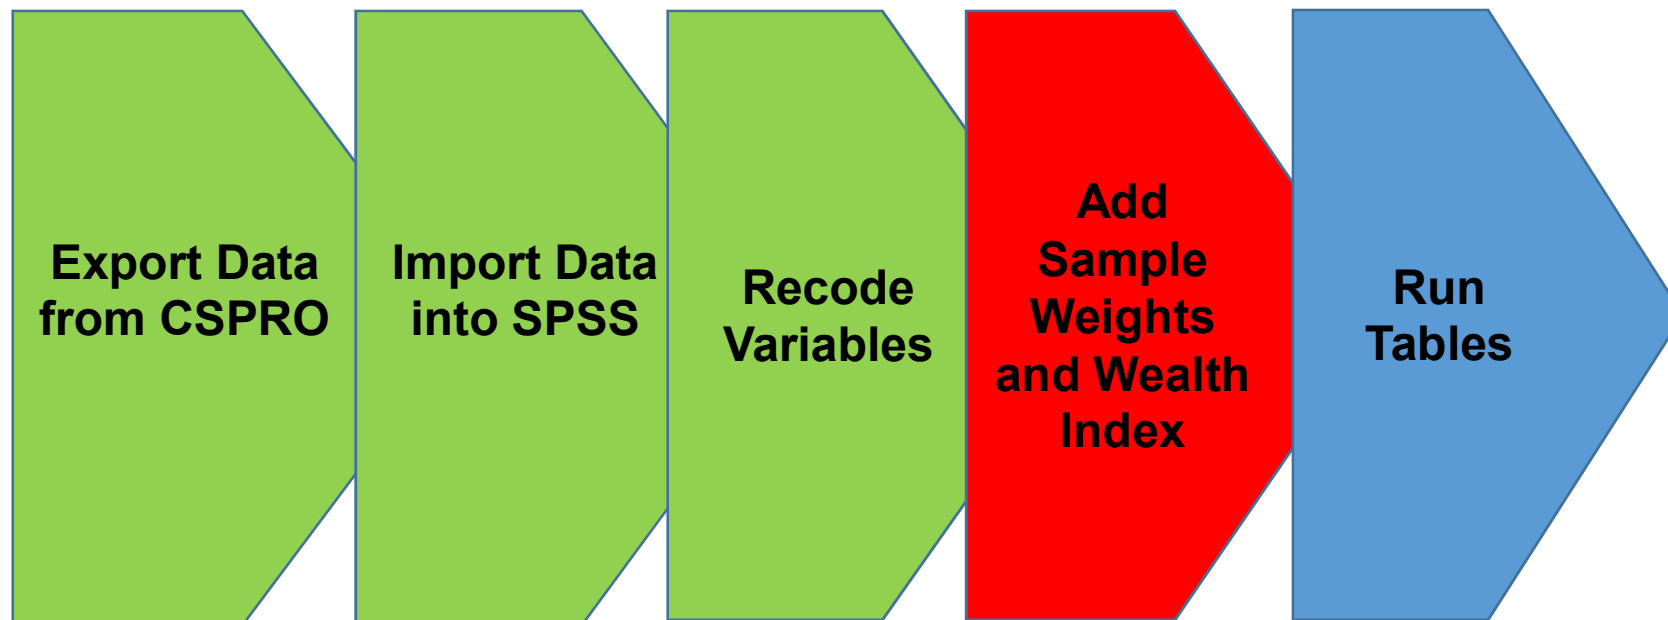 Export Data
from CSPRO
Import Data
into SPSS
Recode
Variables
Add
Sample
Weights
and Wealth
Index
Run
Tables